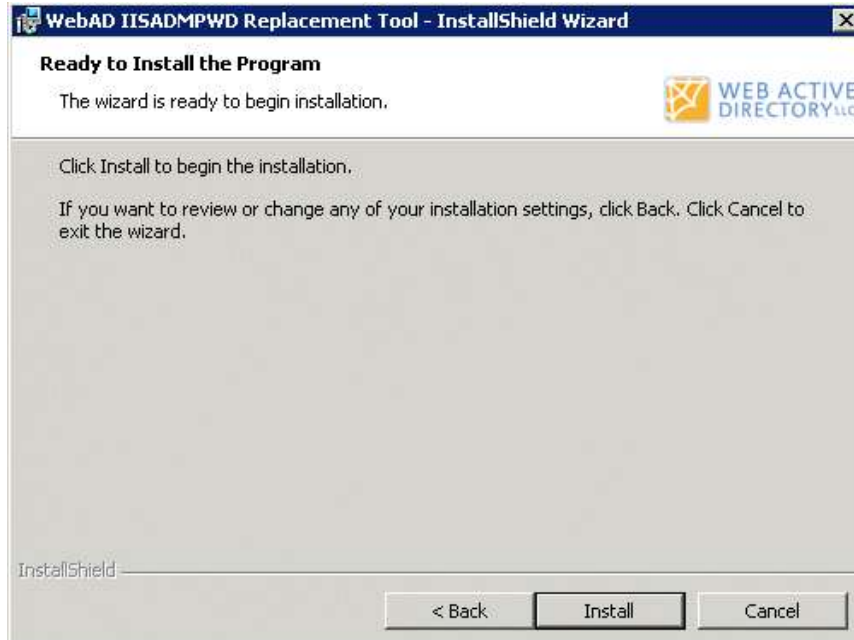 WebAD IISADMPWD Replacement Tool - InstallShield Wizard
Ready to Install the Program
The wizard is ready to begin installation.
WEB ACTIVE
DIRECTORY LLC
Click Install to begin the installation.
If you want to review or change any of your installation settings, click Back. Click Cancel to
exit the wizard.
InstallShield
< Back
Install
Cancel